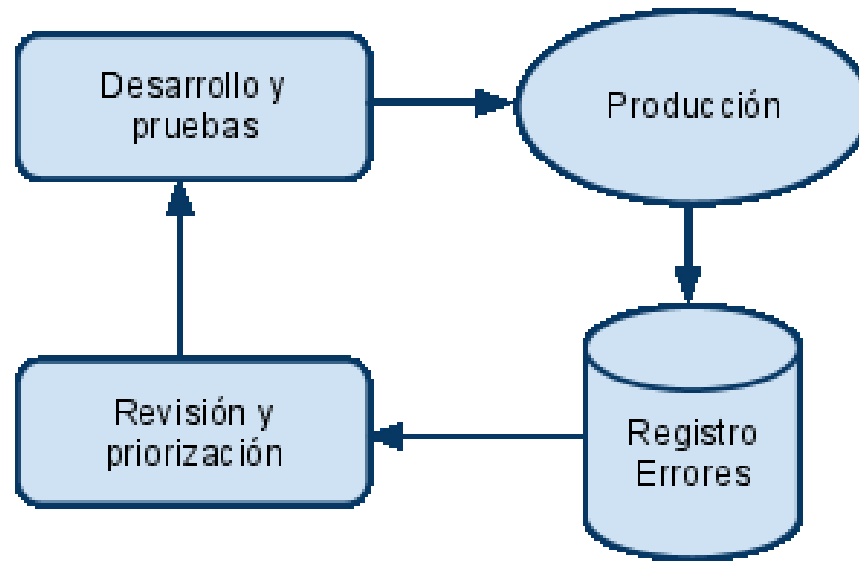 Desarrollo y
pruebas
Producción
Revisión y
priorización
Registro
Errores